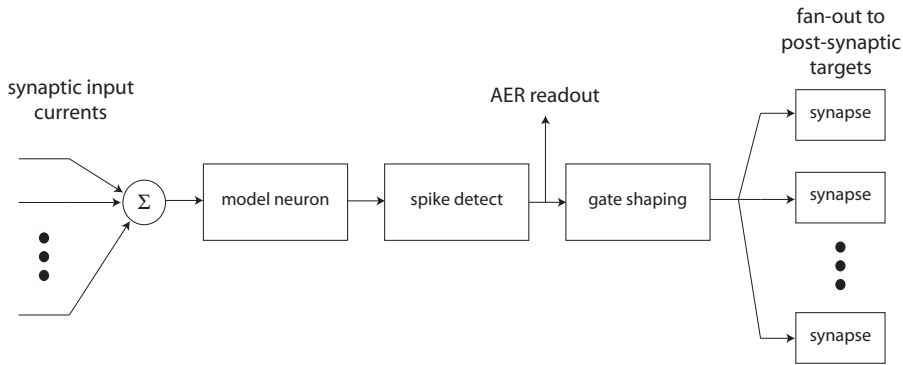 synaptic input
currents
Σ
model neuron
spike detect
AER readout
gate shaping
fan-out to
post-synaptic
targets
synapse
synapse
synapse